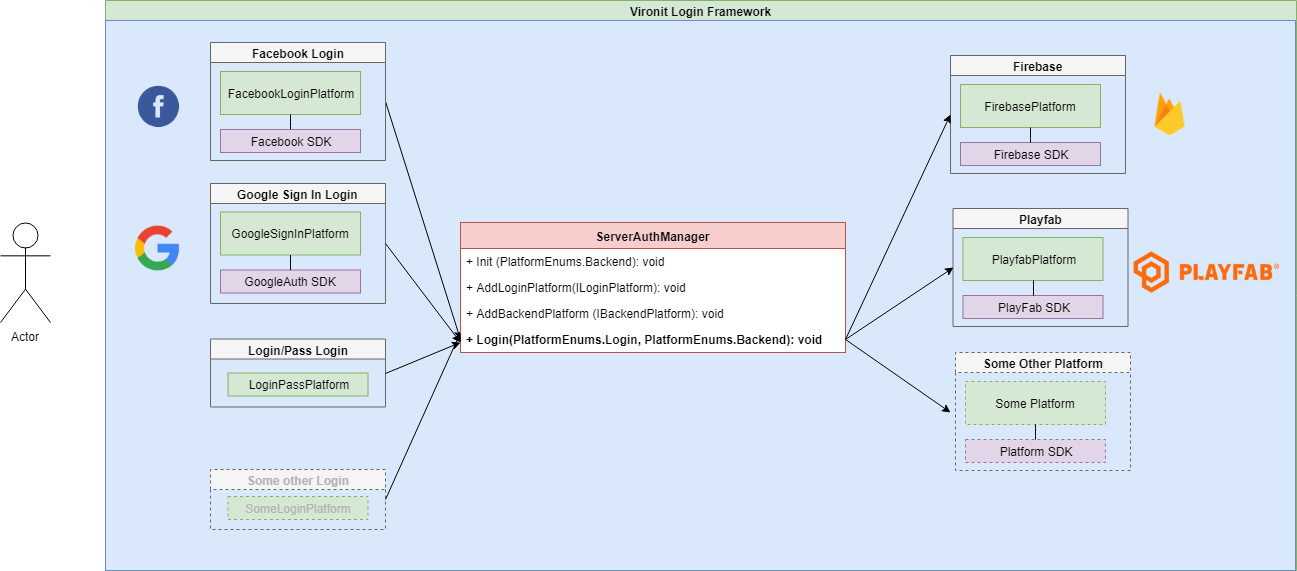 Vironit Login Framework
Facebook Login
FacebookLoginPlatform
Facebook SDK
Google Sign In Login
GoogleSignInPlatform
GoogleAuth SDK
Actor
Login/Pass Login
LoginPassPlatform
Some other Login
SomeLoginPlatform
ServerAuthManager
+ Init (PlatformEnums.Backend): void
+ AddLoginPlatform(ILoginPlatform): void
+ AddBackendPlatform (IBackendPlatform): void
+ Login(PlatformEnums.Login, PlatformEnums.Backend): void
Firebase
FirebasePlatform
Firebase SDK
Playfab
PlayfabPlatform
PlayFab SDK
PLAYFAB®
Some Other Platform
Some Platform
Platform SDK